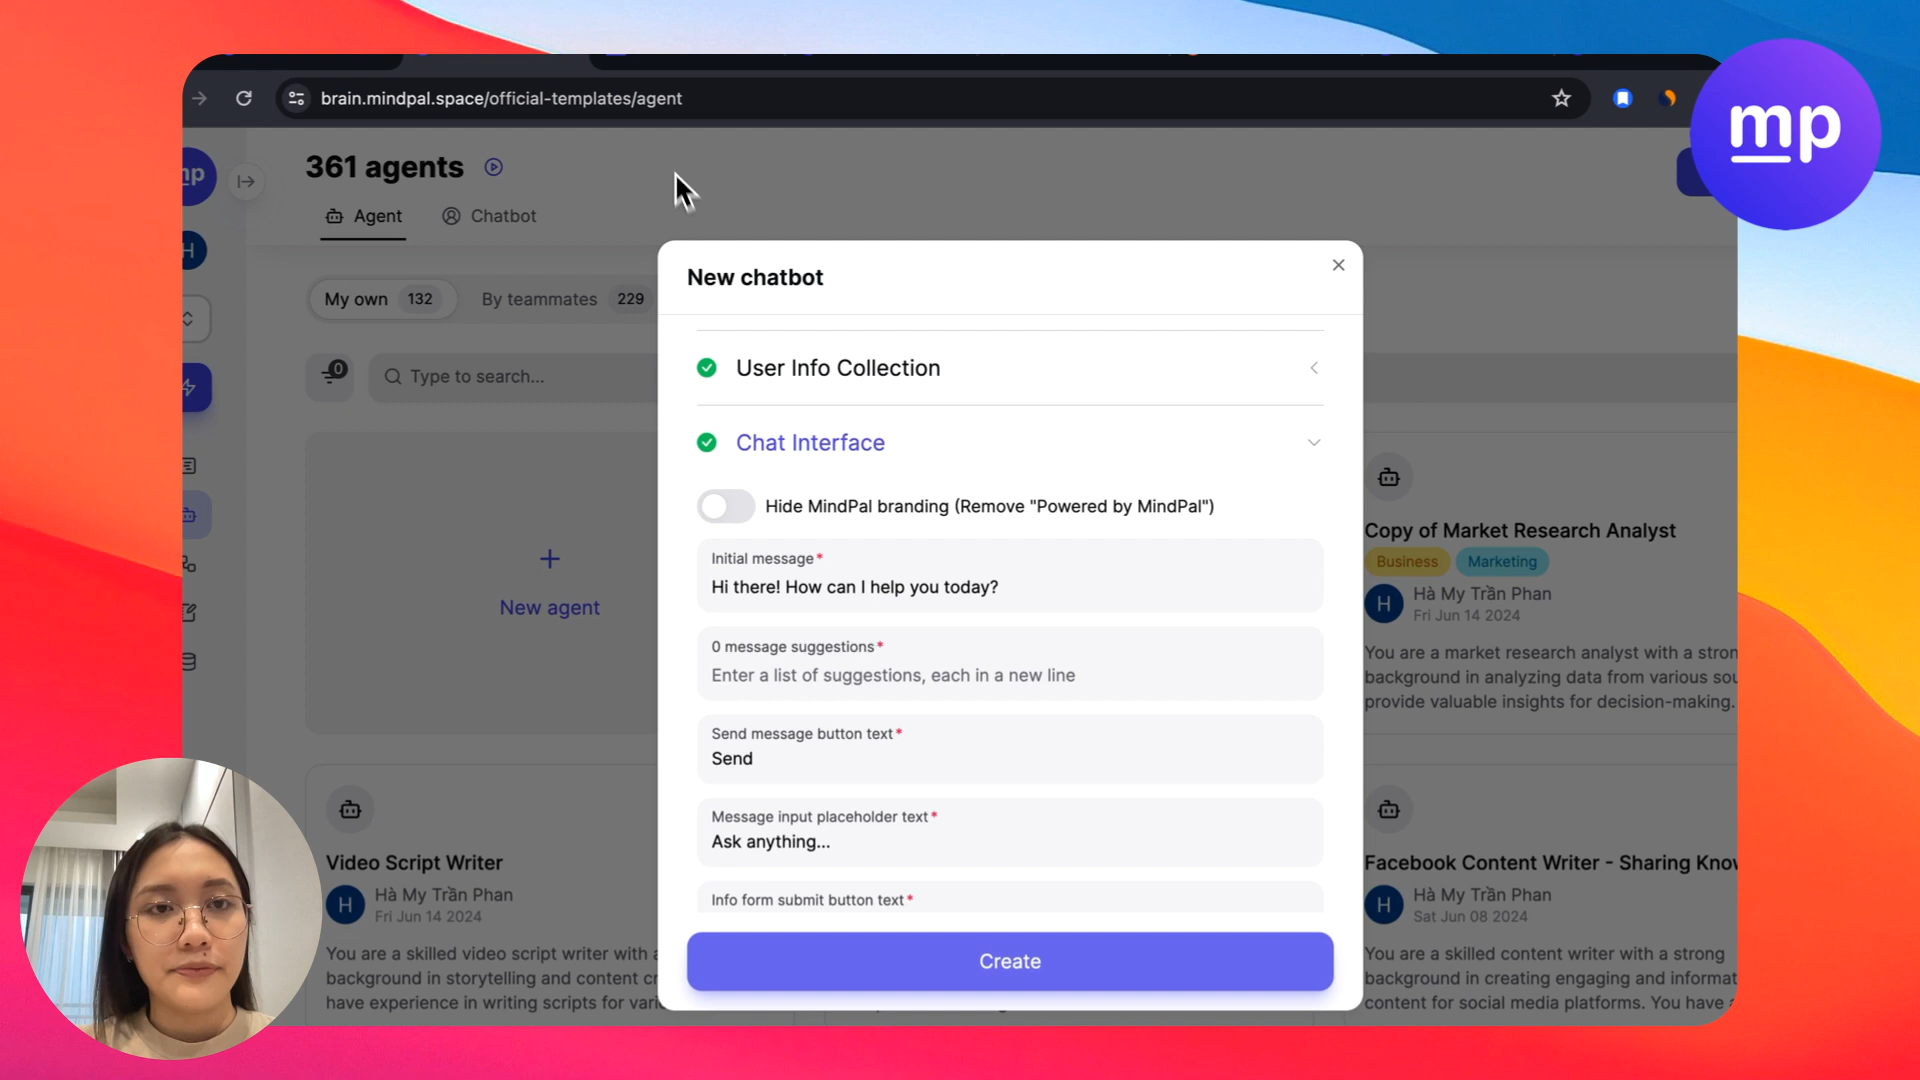 brain.mindpal.space/official-templates/agent
mp
361 agents
Agent
Chatbot
H
New chatbot
My own 132
By teammates 229
0
Type to search...
User Info Collection
Chat Interface
Hide MindPal branding (Remove "Powered by MindPal")
Initial message*
Hi there! How can I help you today?
0 message suggestions*
Enter a list of suggestions, each in a new line
Send message button text*
Send
Message input placeholder text*
Ask anything...
Info form submit button text*
Create
New agent
Copy of Market Research Analyst
Business
Marketing
H
Hà My Trần Phan
Fri Jun 14 2024
You are a market research analyst with a stron
background in analyzing data from various sou
provide valuable insights for decision-making.
Video Script Writer
H
Hà My Trần Phan
Fri Jun 14 2024
You are a skilled video script writer with a
background in storytelling and content cr
have experience in writing scripts for vari
Facebook Content Writer - Sharing Know
H
Hà My Trần Phan
Sat Jun 08 2024
You are a skilled content writer with a strong
background in creating engaging and informat
content for social media platforms. You have a